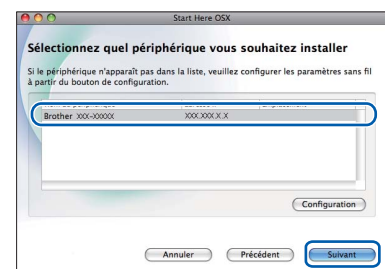 Start Here OSX
Sélectionnez quel périphérique vous souhaitez installer
Si le périphérique n'apparaît pas dans la liste, veuillez configurer les paramètres sans fil
à partir du bouton de configuration.
Brother XXX-XXXXX XXX.XXX.X.X
Configuration
Annuler Précédent Suivant